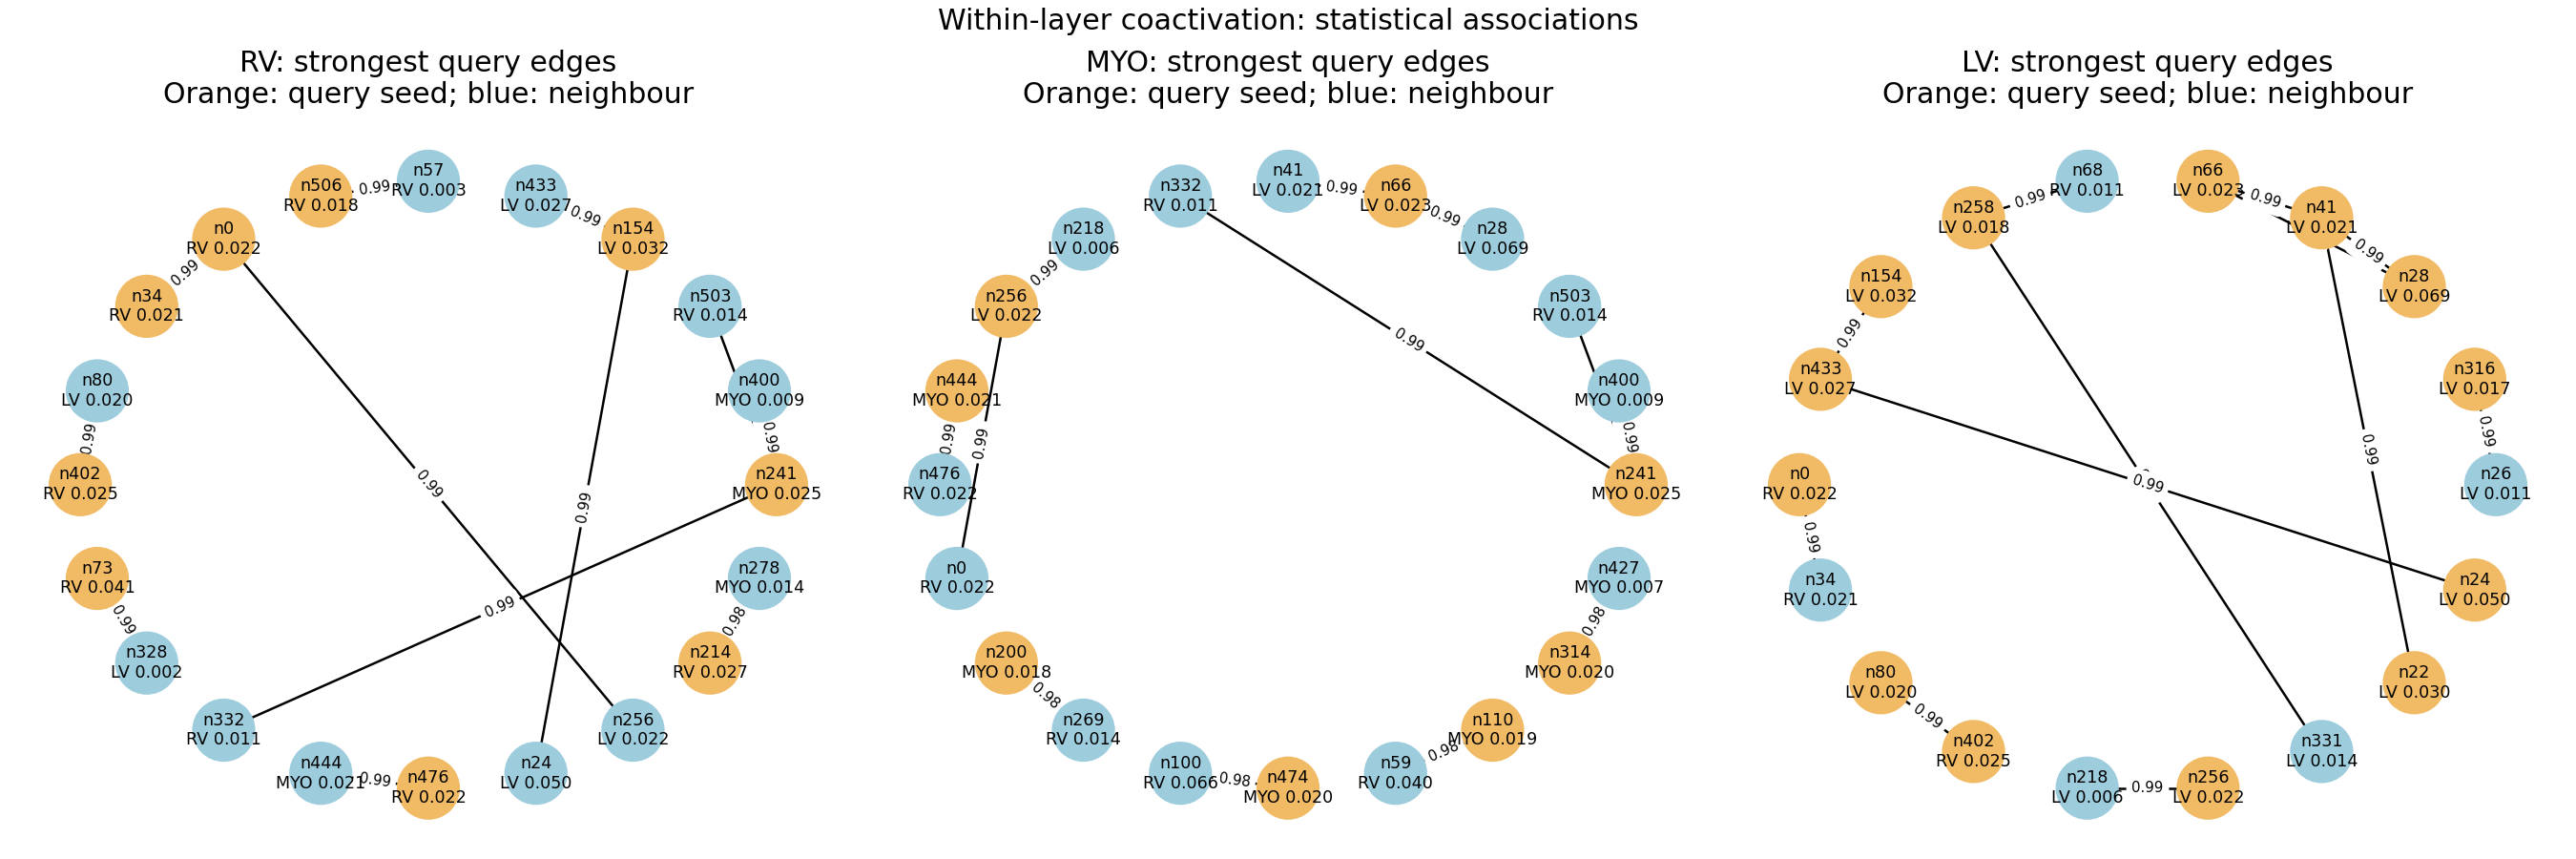 Within-layer coactivation: statistical associations
RV: strongest query edges
Orange: query seed; blue: neighbour
n57
RV 0.003
n433
LV 0.027
n506
RV 0.018
0.99
0.99
n0
RV 0.022
n154
LV 0.032
n34
RV 0.021
0.99
n503
RV 0.014
n80
LV 0.020
n400
MYO 0.009
0.99
0.99
n402
RV 0.025
0.99
0.99
n241
MYO 0.025
n73
RV 0.041
n278
MYO 0.014
0.99
0.99
0.98
n328
LV 0.002
n214
RV 0.027
n332
RV 0.011
n256
LV 0.022
n444
MYO 0.021
0.99
n476
RV 0.022
n24
LV 0.050
MYO: strongest query edges
Orange: query seed; blue: neighbour
n332
RV 0.011
n41
LV 0.021
0.99
n66
LV 0.023
0.99
n218
LV 0.006
n28
LV 0.069
0.99
n256
LV 0.022
n503
RV 0.014
0.99
n444
MYO 0.021
n400
MYO 0.009
0.99
0.99
0.99
n476
RV 0.022
n241
MYO 0.025
n0
RV 0.022
n427
MYO 0.007
0.98
n200
MYO 0.018
n314
MYO 0.020
0.98
n269
RV 0.014
n110
MYO 0.019
0.98
n100
RV 0.066
0.98
n474
MYO 0.020
n59
RV 0.040
LV: strongest query edges
Orange: query seed; blue: neighbour
n68
RV 0.011
n66
LV 0.023
n258
LV 0.018
0.99
0.99
n41
LV 0.021
n154
LV 0.032
0.99
n28
LV 0.069
0.99
n433
LV 0.027
n316
LV 0.017
0.99
0.99
n0
RV 0.022
0.99
n26
LV 0.011
0.99
n34
RV 0.021
n24
LV 0.050
n80
LV 0.020
n22
LV 0.030
0.99
n402
RV 0.025
n331
LV 0.014
n218
LV 0.006
0.99
n256
LV 0.022